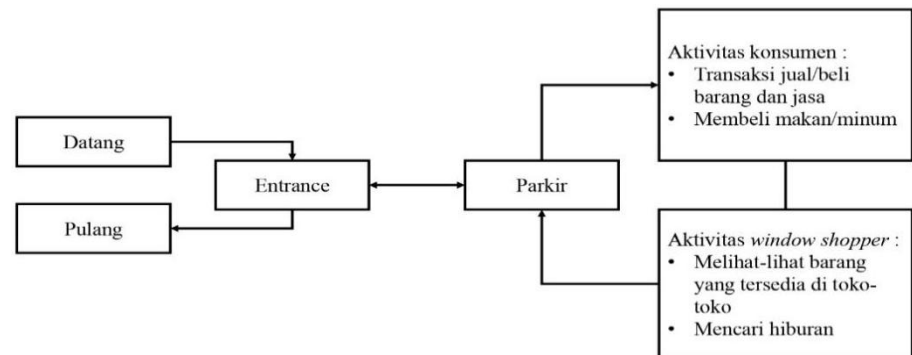 Datang
Pulang
Entrance
Parkir
Aktivitas konsumen :
• Transaksi jual/beli
barang dan jasa
• Membeli makan/minum
Aktivitas window shopper :
• Melihat-lihat barang
yang tersedia di toko-
toko
• Mencari hiburan